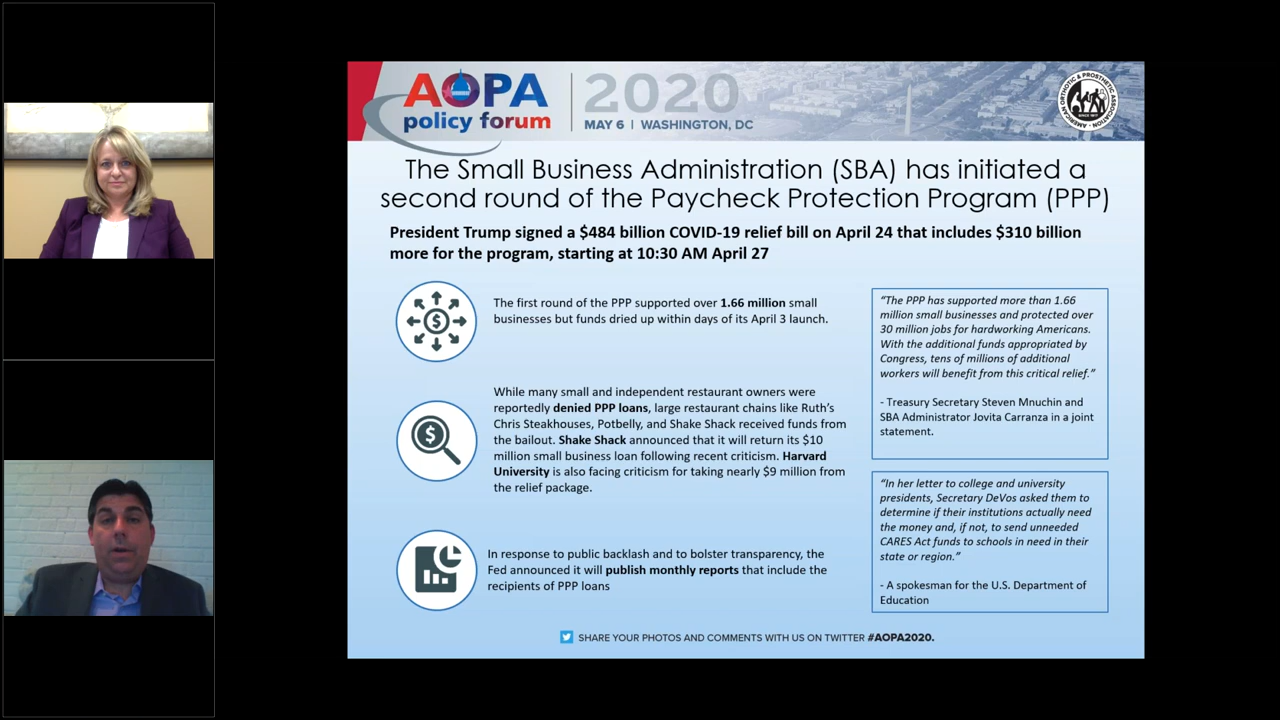 AOPA
policy forum
2020
MAY 6 | WASHINGTON, DC
AMERICAN ORTHOTIC & PROSTHETIC ASSOCIATION
The Small Business Administration (SBA) has initiated a
second round of the Paycheck Protection Program (PPP)
President Trump signed a $484 billion COVID-19 relief bill on April 24 that includes $310 billion
more for the program, starting at 10:30 AM April 27
The first round of the PPP supported over 1.66 million small
businesses but funds dried up within days of its April 3 launch.
While many small and independent restaurant owners were
reportedly denied PPP loans, large restaurant chains like Ruth's
Chris Steakhouses, Potbelly, and Shake Shack received funds from
the bailout. Shake Shack announced that it will return its $10
million small business loan following recent criticism. Harvard
University is also facing criticism for taking nearly $9 million from
the relief package.
In response to public backlash and to bolster transparency, the
Fed announced it will publish monthly reports that include the
recipients of PPP loans
"The PPP has supported more than 1.66
million small businesses and protected over
30 million jobs for hardworking Americans.
With the additional funds appropriated by
Congress, tens of millions of additional
workers will benefit from this critical relief."
- Treasury Secretary Steven Mnuchin and
SBA Administrator Jovita Carranza in a joint
statement.
"In her letter to college and university
presidents, Secretary DeVos asked them to
determine if their institutions actually need
the money and, if not, to send unneeded
CARES Act funds to schools in need in their
state or region."
- A spokesman for the U.S. Department of
Education
SHARE YOUR PHOTOS AND COMMENTS WITH US ON TWITTER #AOPA2020.